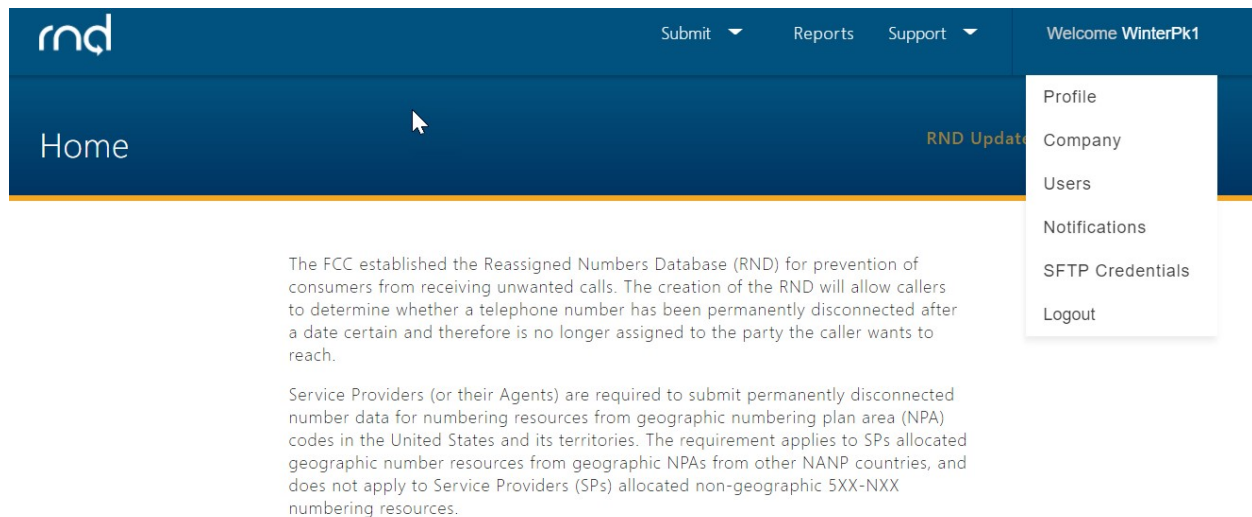 rnd
Submit
Reports
Support
Welcome WinterPk1
Home
RND Update
Profile
Company
Users
Notifications
SFTP Credentials
Logout
The FCC established the Reassigned Numbers Database (RND) for prevention of
consumers from receiving unwanted calls. The creation of the RND will allow callers
to determine whether a telephone number has been permanently disconnected after
a date certain and therefore is no longer assigned to the party the caller wants to
reach.
Service Providers (or their Agents) are required to submit permanently disconnected
number data for numbering resources from geographic numbering plan area (NPA)
codes in the United States and its territories. The requirement applies to SPs allocated
geographic number resources from geographic NPAs from other NANP countries, and
does not apply to Service Providers (SPs) allocated non-geographic 5XX-NXX
numbering resources.